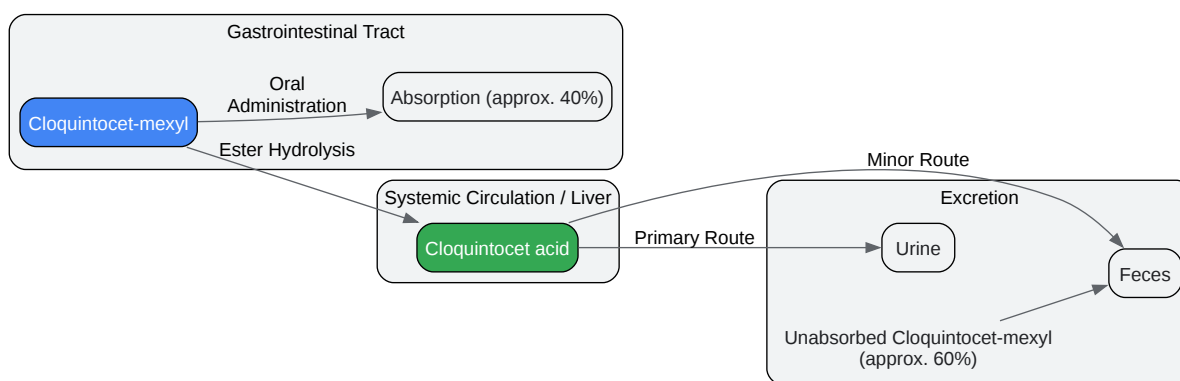 Gastrointestinal Tract
Oral
Administration
Absorption (approx. 40%)
Cloquintocet-mexyl
Ester Hydrolysis
Minor Route
Systemic Circulation / Liver
Excretion
Cloquintocet acid
Primary Route
Urine
Feces
Unabsorbed Cloquintocet-mexyl
(approx. 60%)